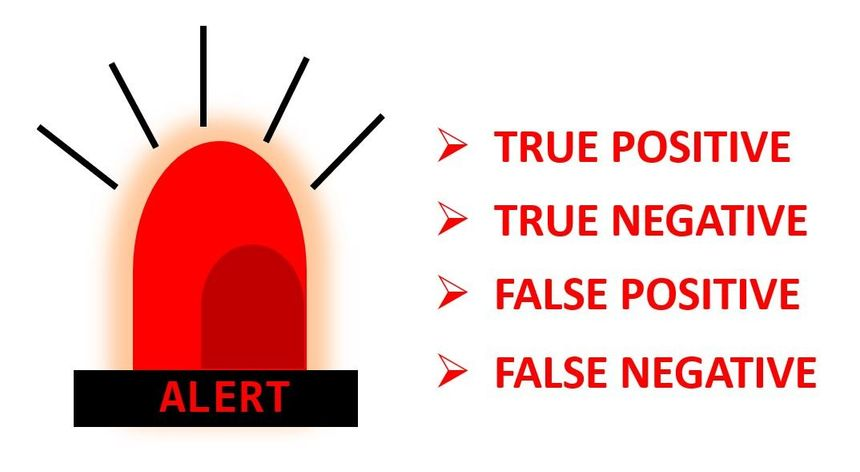 TRUE POSITIVE
TRUE NEGATIVE
FALSE POSITIVE
FALSE NEGATIVE
ALERT